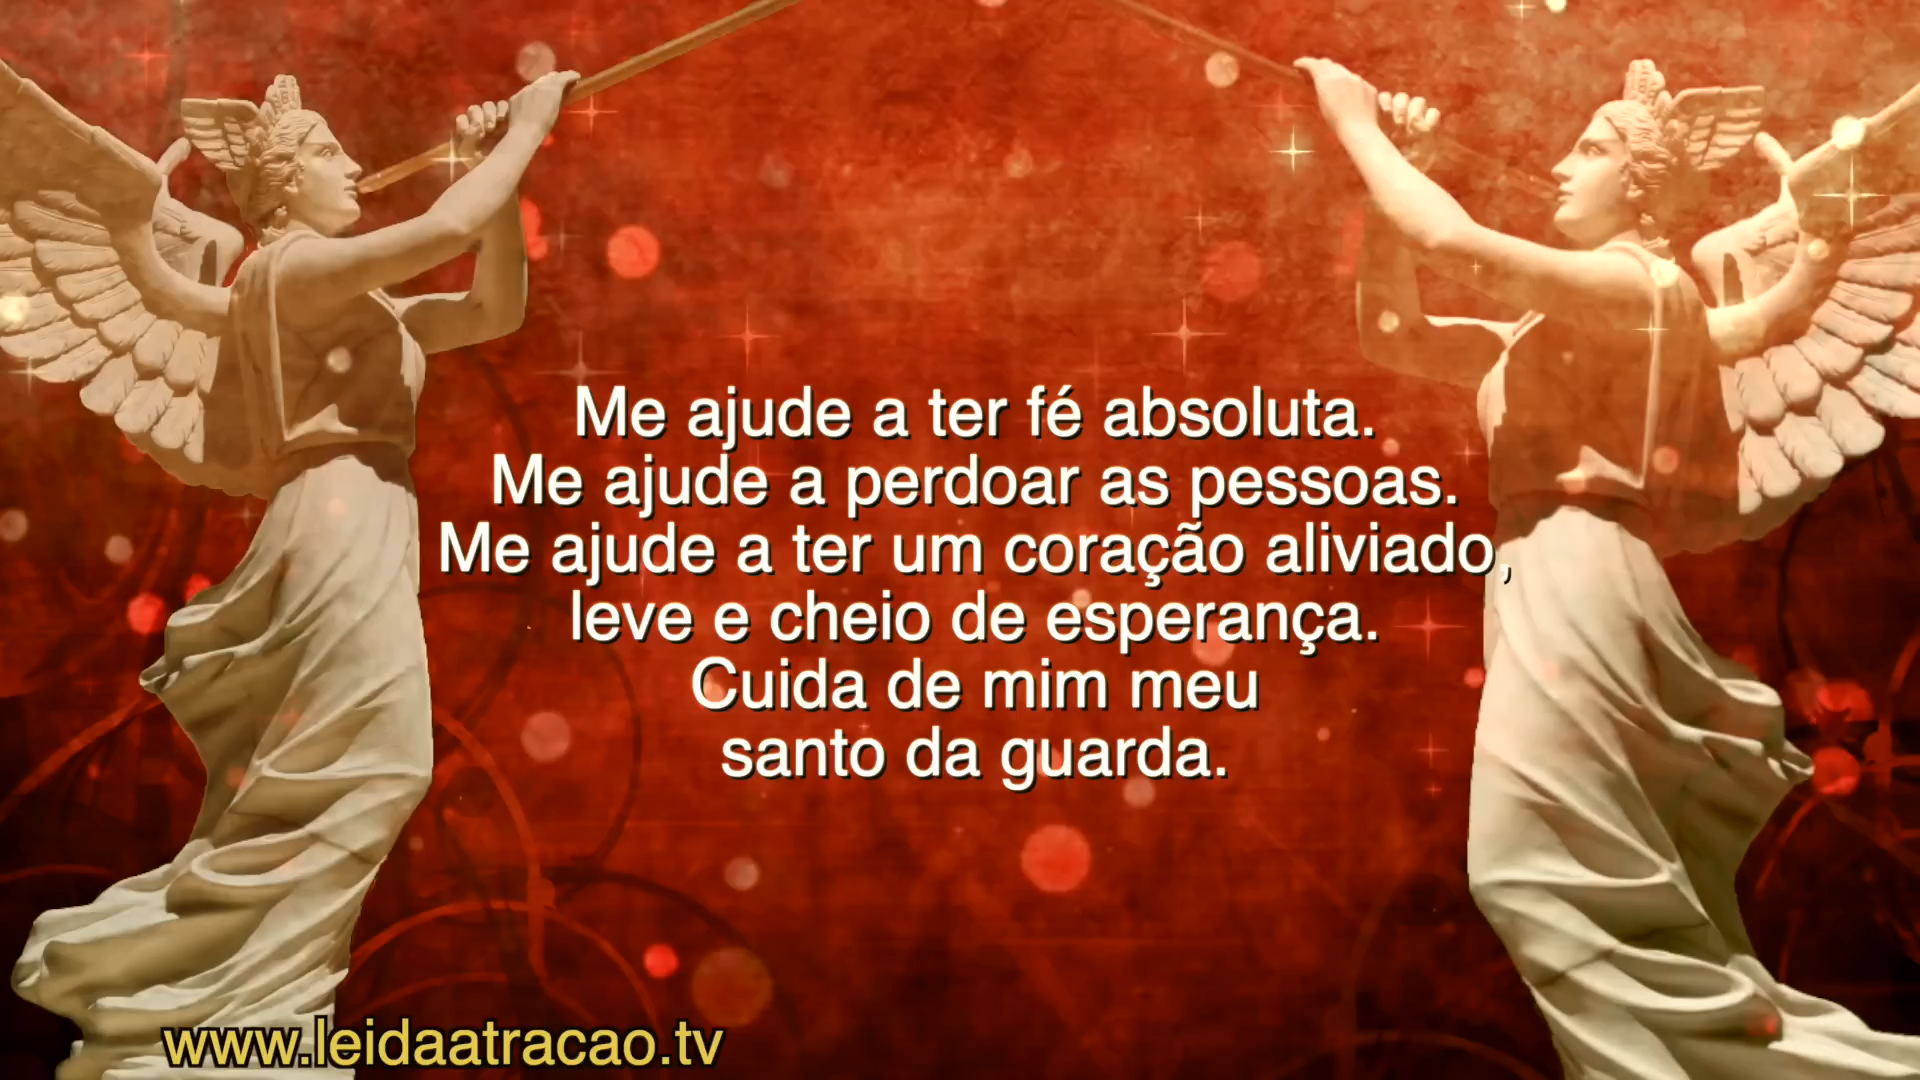 Me ajude a ter fé absoluta.
Me ajude a perdoar as pessoas.
Me ajude a ter um coração aliviado,
leve e cheio de esperança.
Cuida de mim meu
santo da guarda.
www.leidaatracao.tv